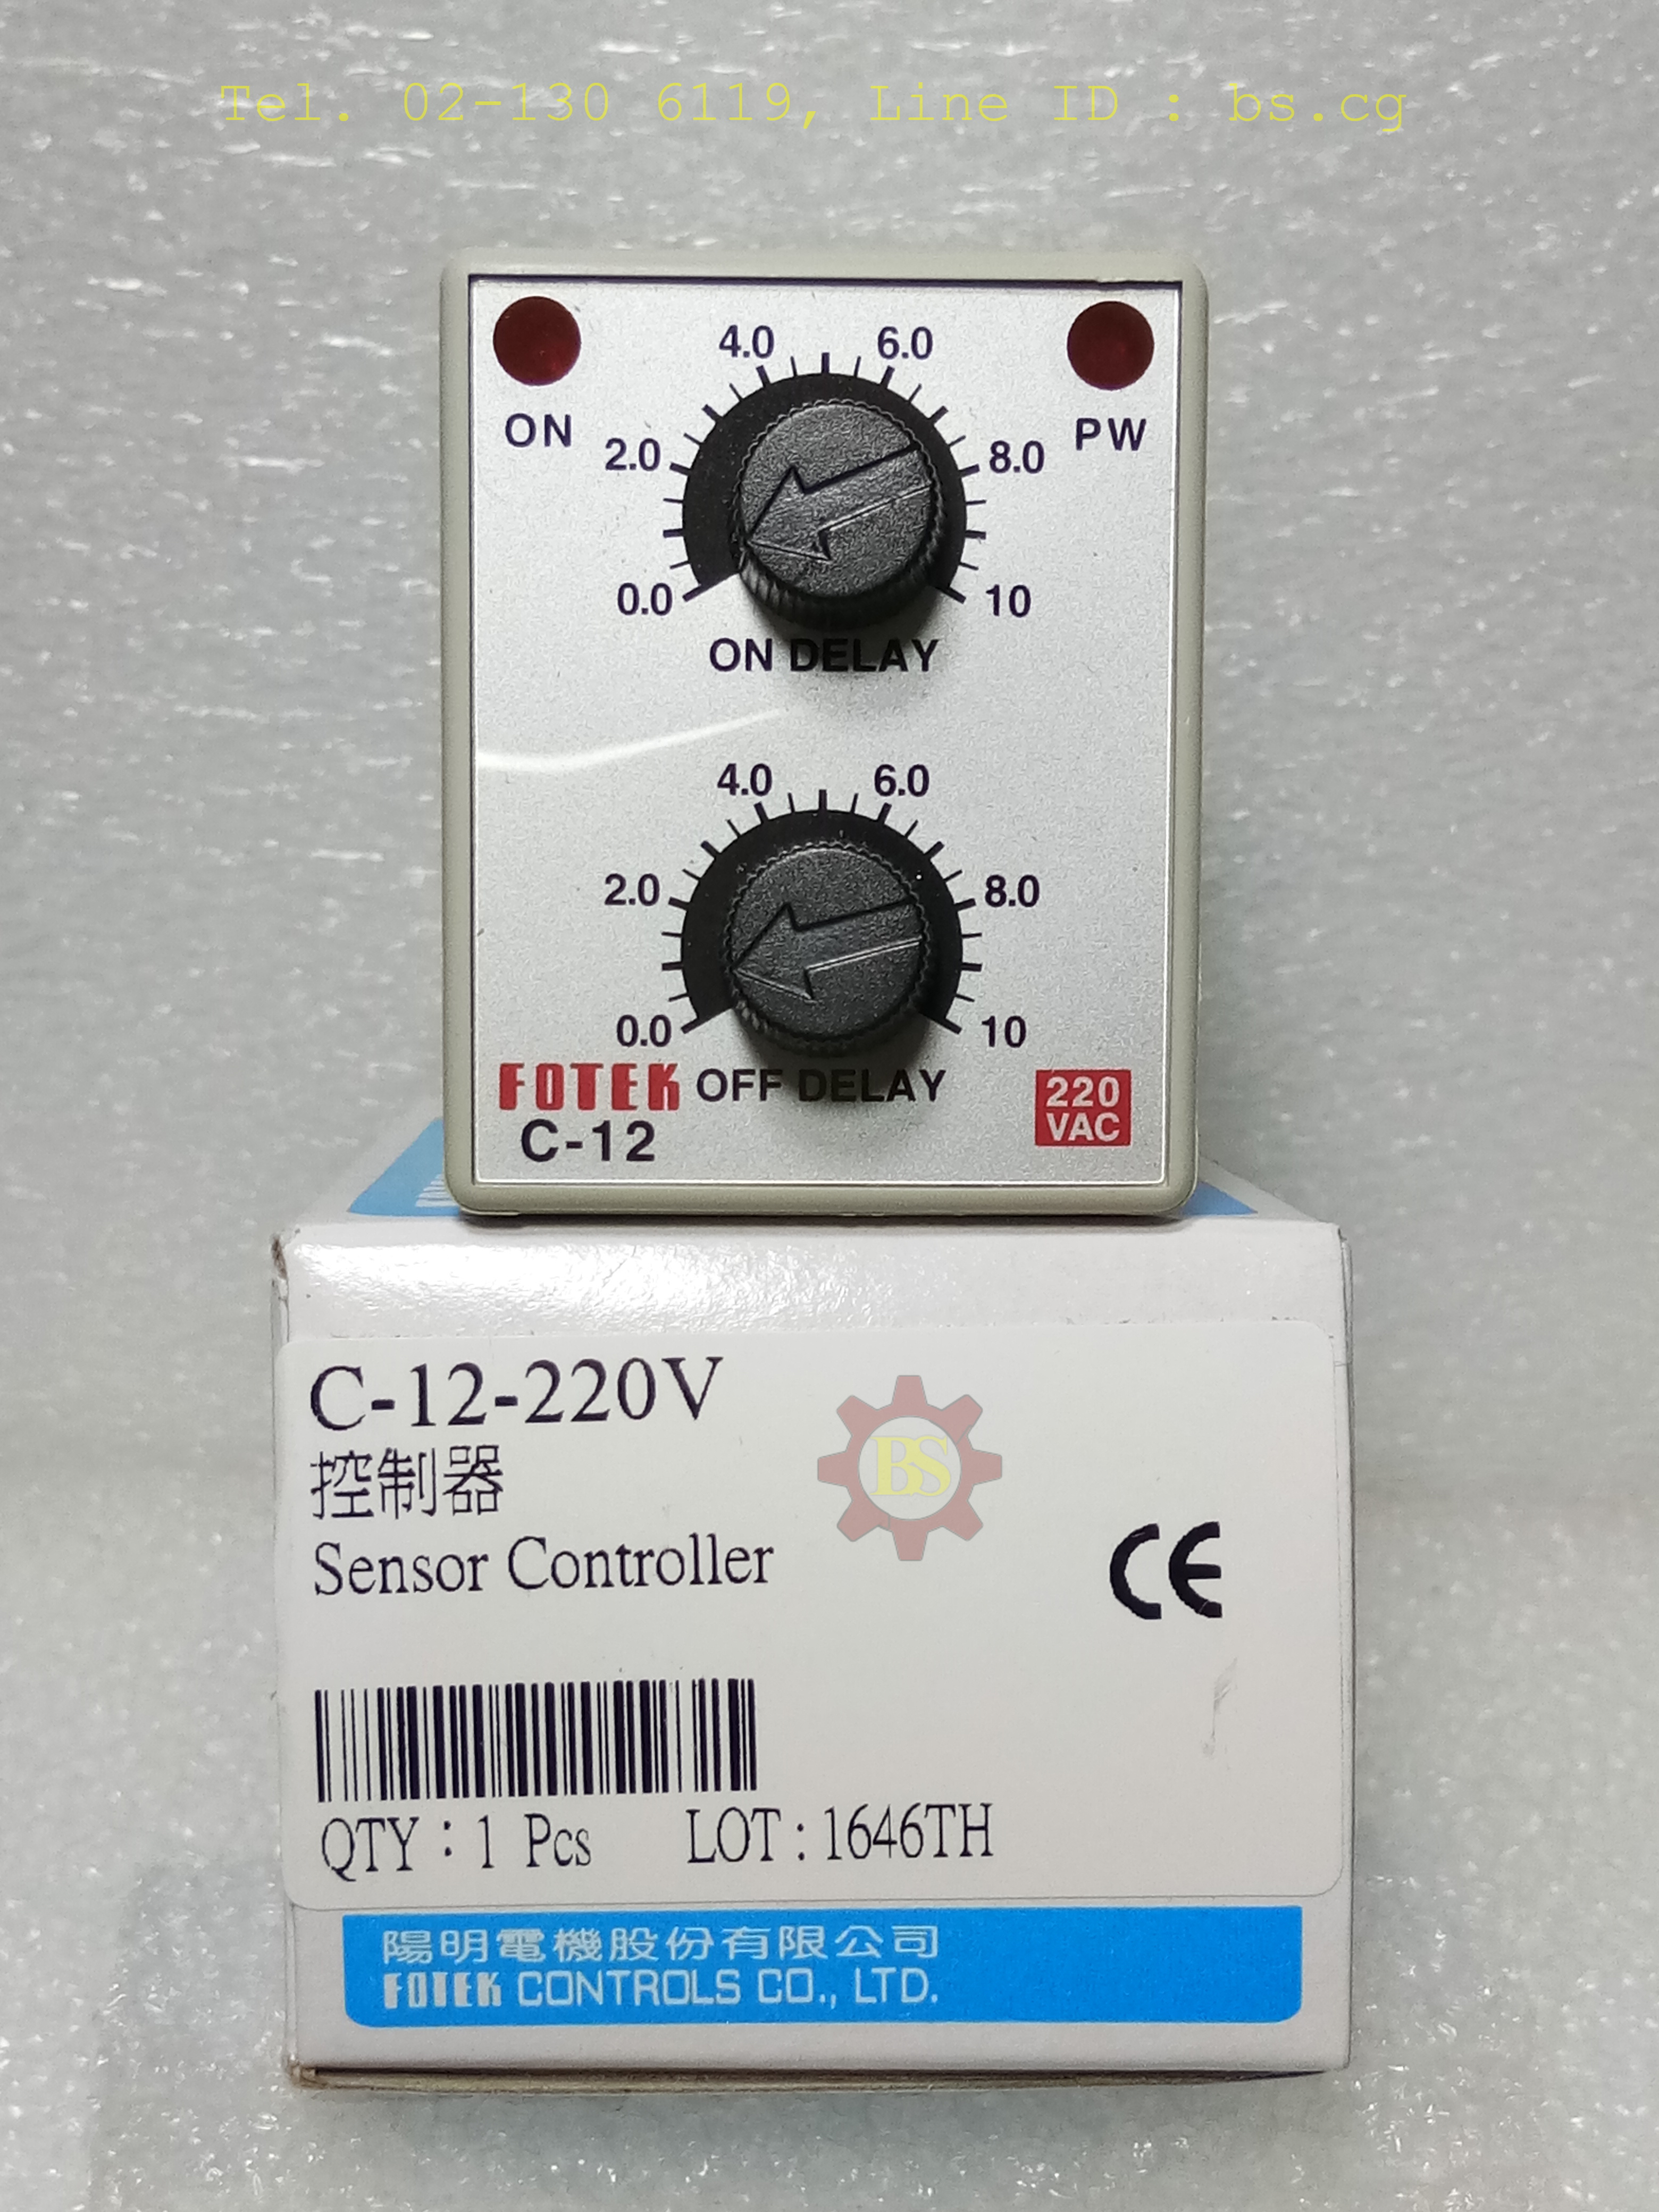 Tel. 02-130 6119, Line ID : bs.cg
4.0 6.0
ON 2.0 8.0 PW
0.0 10
ON DELAY
4.0 6.0
2.0 8.0
0.0 10
FOTEK OFF DELAY 220
C-12 VAC
C-12-220V
BS
控制器
Sensor Controller
CE
QTY : 1 Pcs LOT : 1646TH
陽明電機股份有限公司
FOTEK CONTROLS CO., LTD.